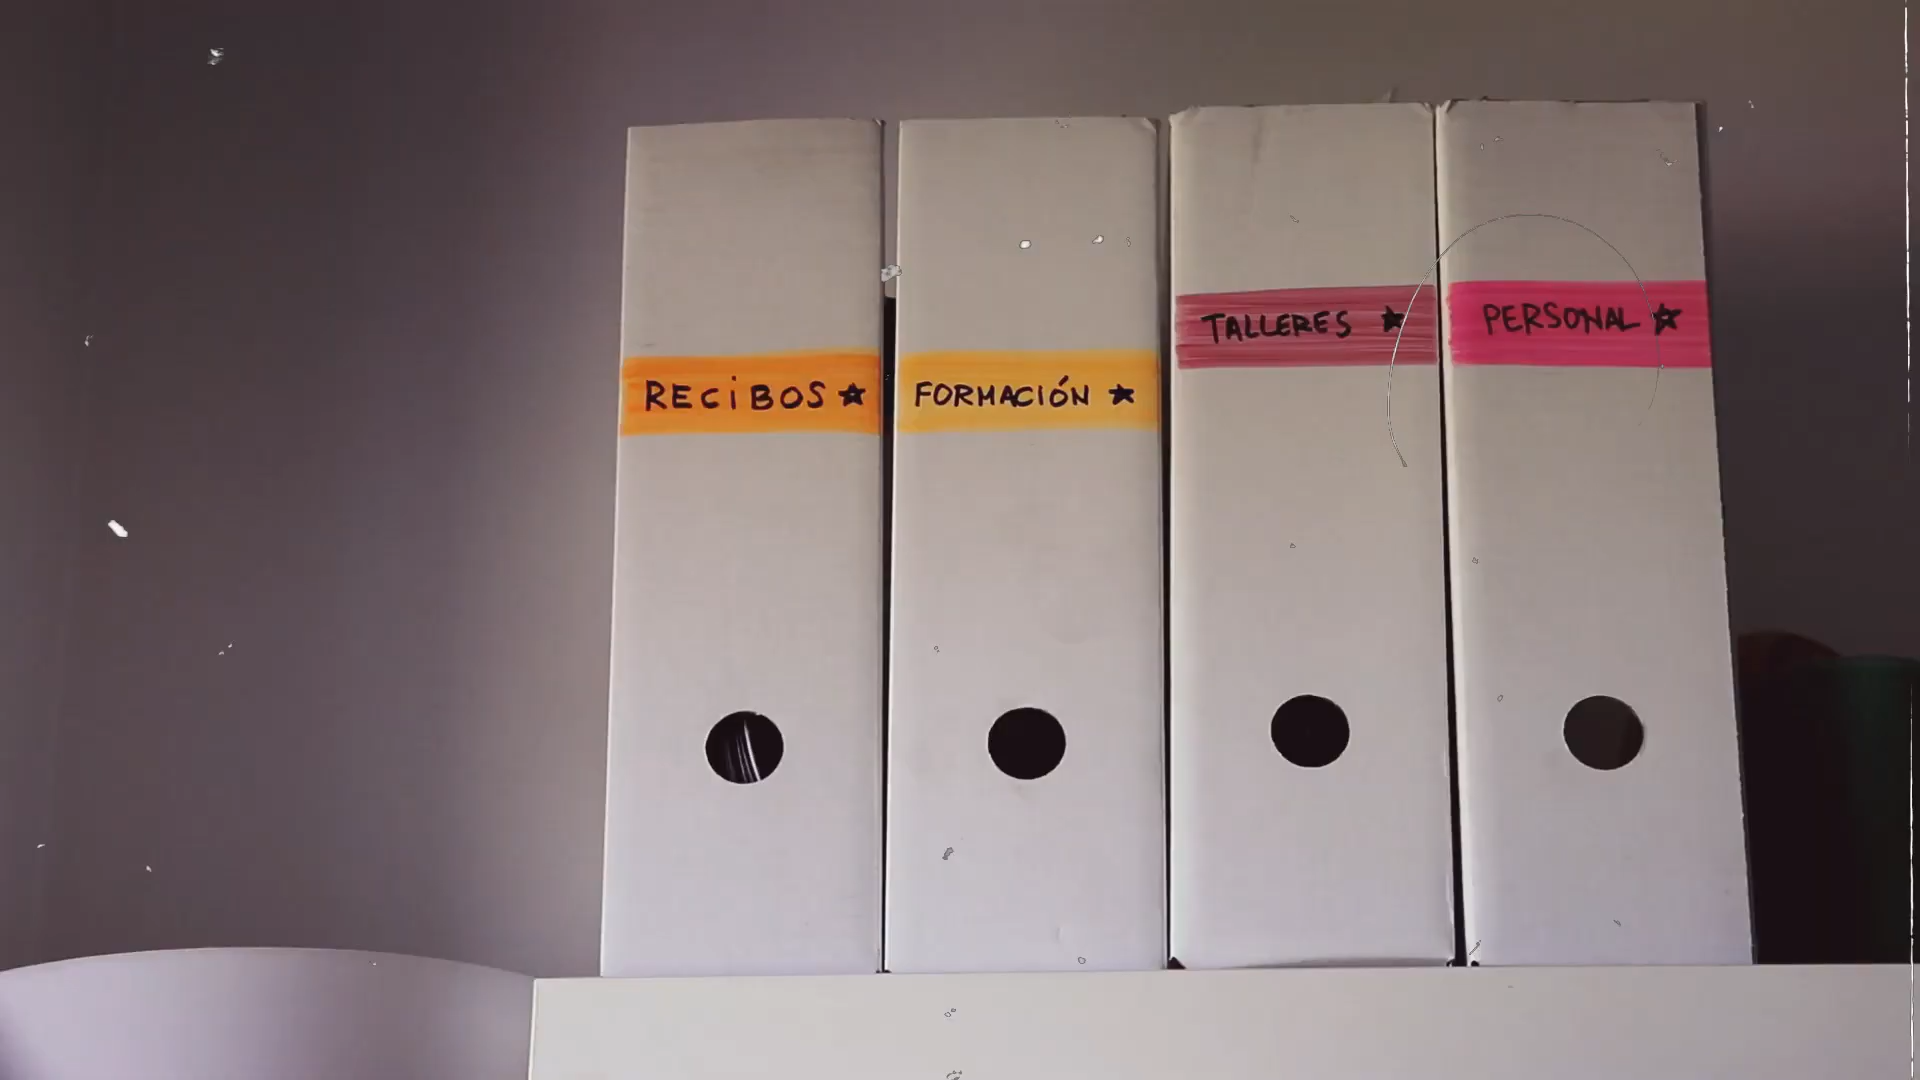 RECiBOS ★
FORMACIÓN ★
TALLERES ★
PERSONAL ★